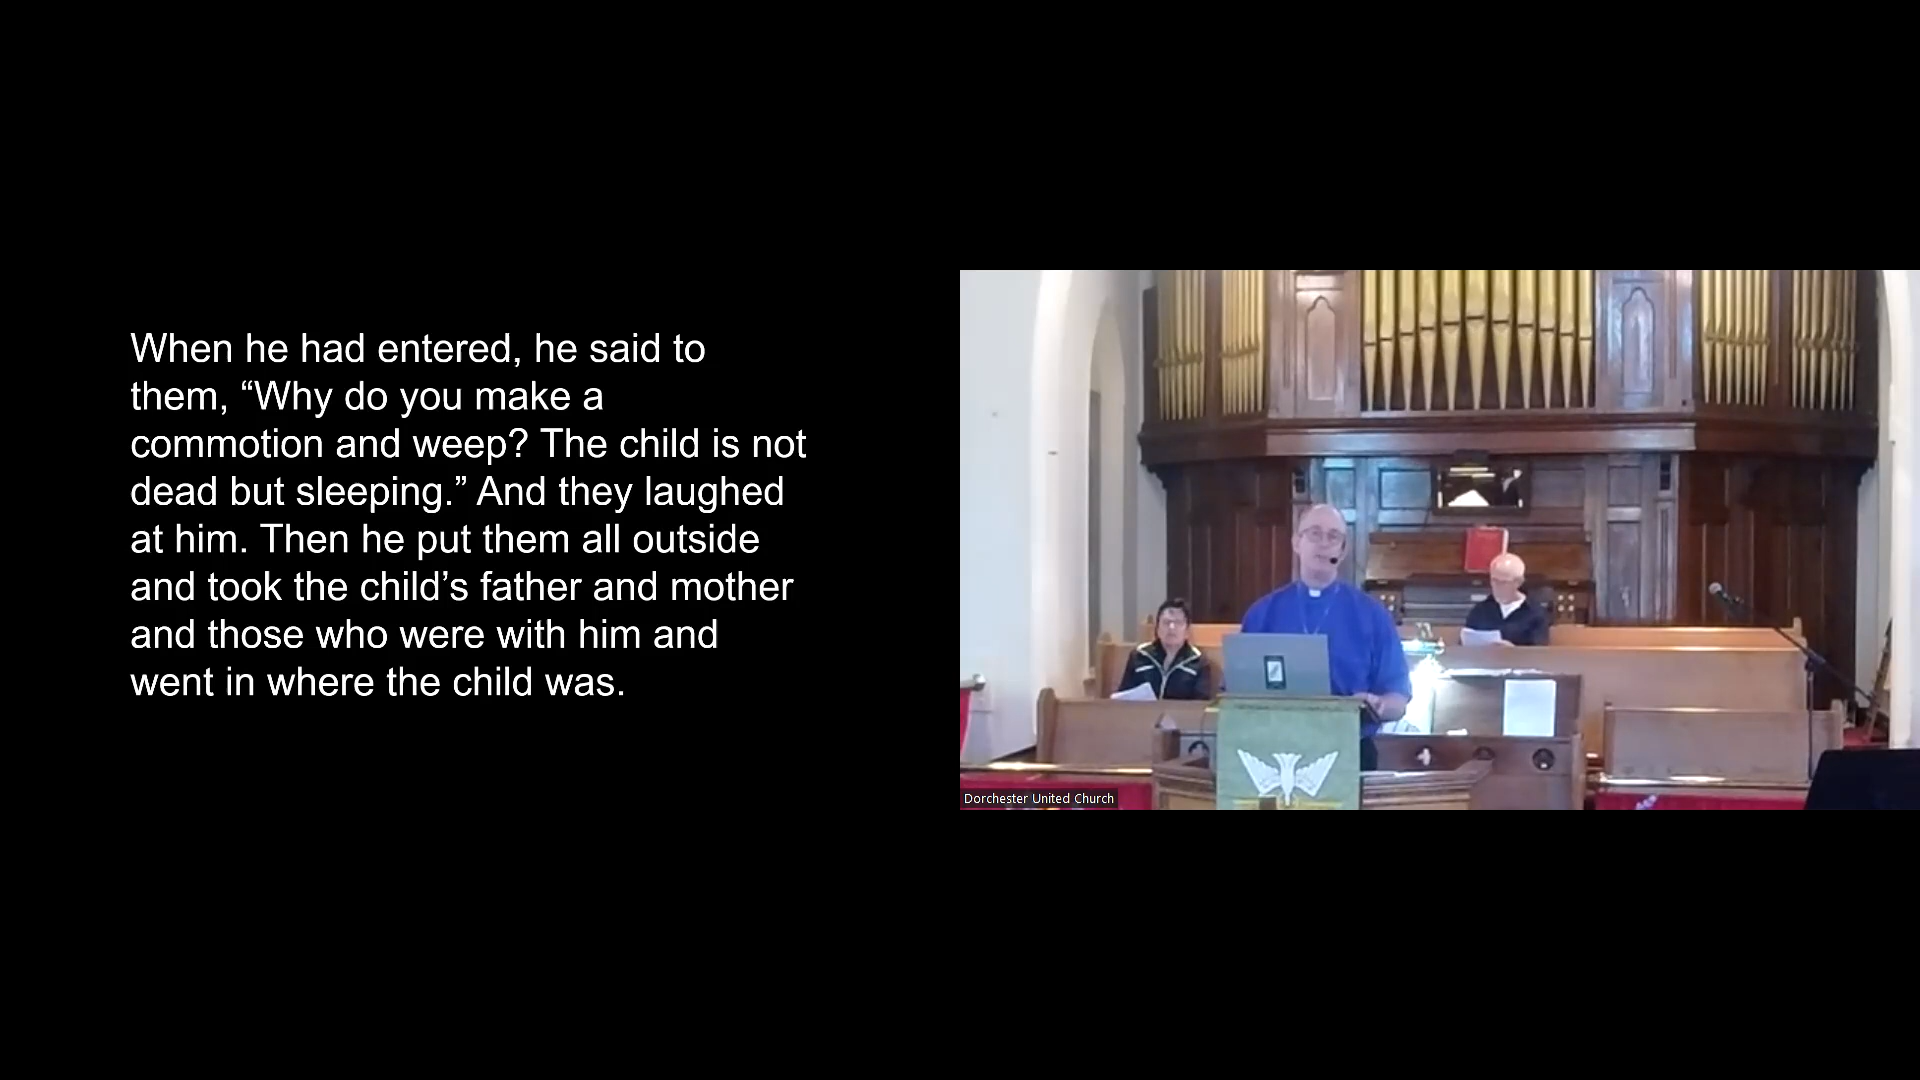 When he had entered, he said to
them, “Why do you make a
commotion and weep? The child is not
dead but sleeping.” And they laughed
at him. Then he put them all outside
and took the child’s father and mother
and those who were with him and
went in where the child was.
Dorchester United Church